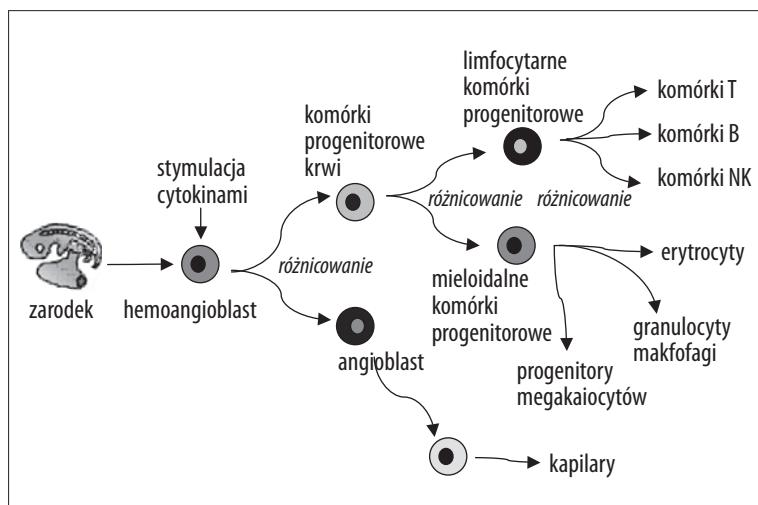 limfocytarne
komórki
progenitorowe
komórki T
komórki B
komórki NK
komórki
progenitorowe
krwi
stymulacja
cytokinami
różnicowanie
różnicowanie
różnicowanie
zarodek
hemoangioblast
mieloidalne
komórki
progenitorowe
erytrocyty
granulocyty
makfofagi
angioblast
progenitory
megakaiocytów
kapilary